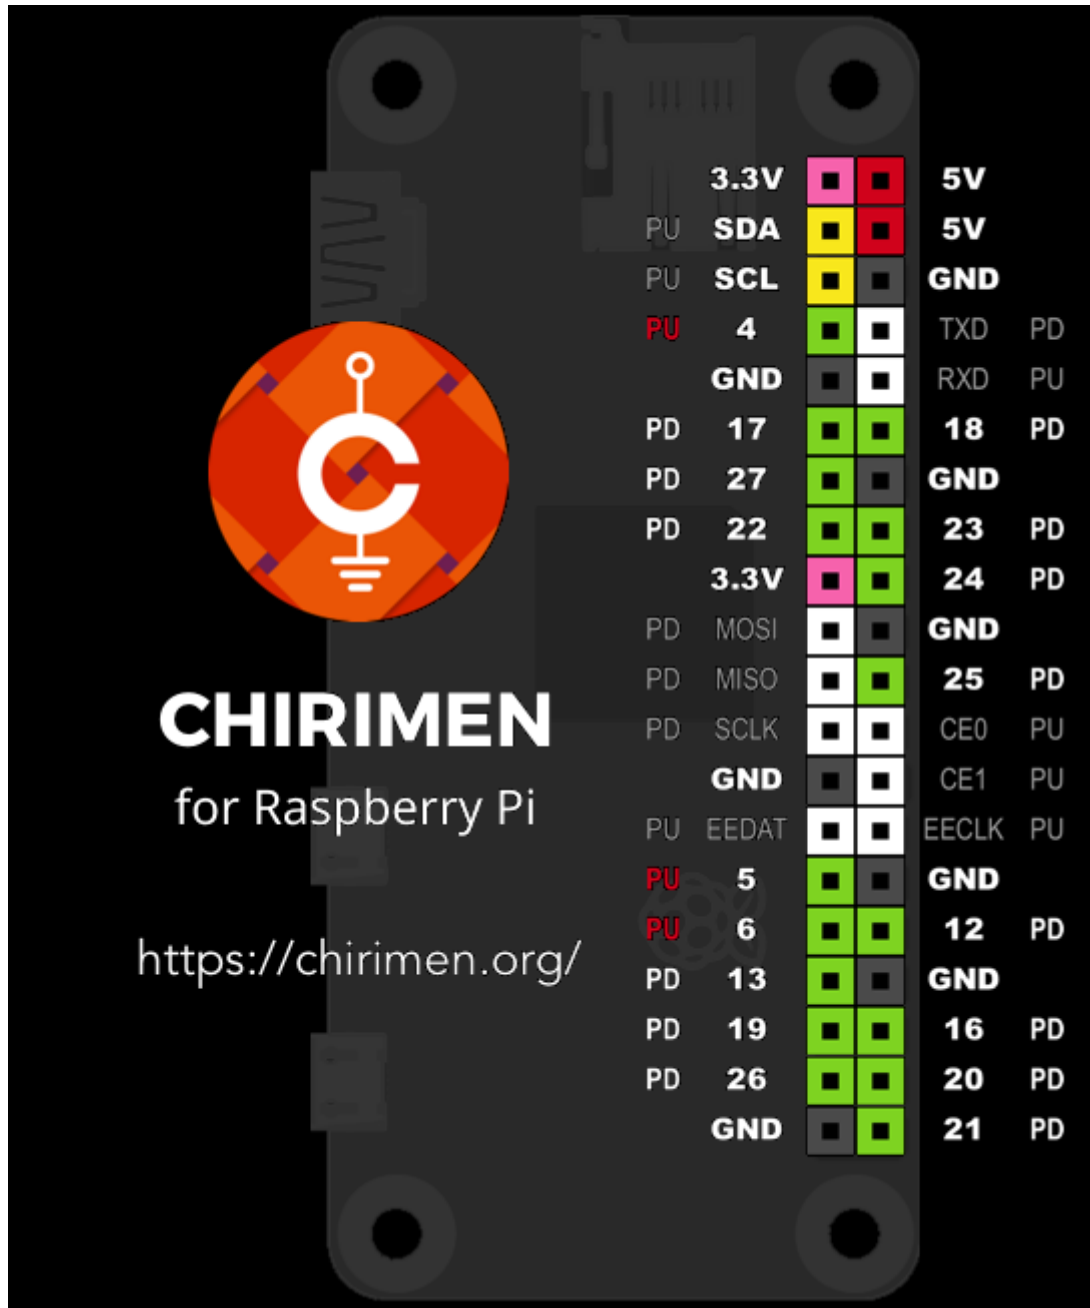 3.3V 5V
PU SDA 5V
PU SCL GND
PU 4 TXD PD
GND RXD PU
PD 17 18 PD
PD 27 GND
PD 22 23 PD
3.3V 24 PD
PD MOSI GND
PD MISO 25 PD
PD SCLK CE0 PU
GND CE1 PU
PU EEDAT EECLK PU
PU 5 GND
PU 6 12 PD
PD 13 GND
PD 19 16 PD
PD 26 20 PD
GND 21 PD
CHIRIMEN
for Raspberry Pi
https://chirimen.org/